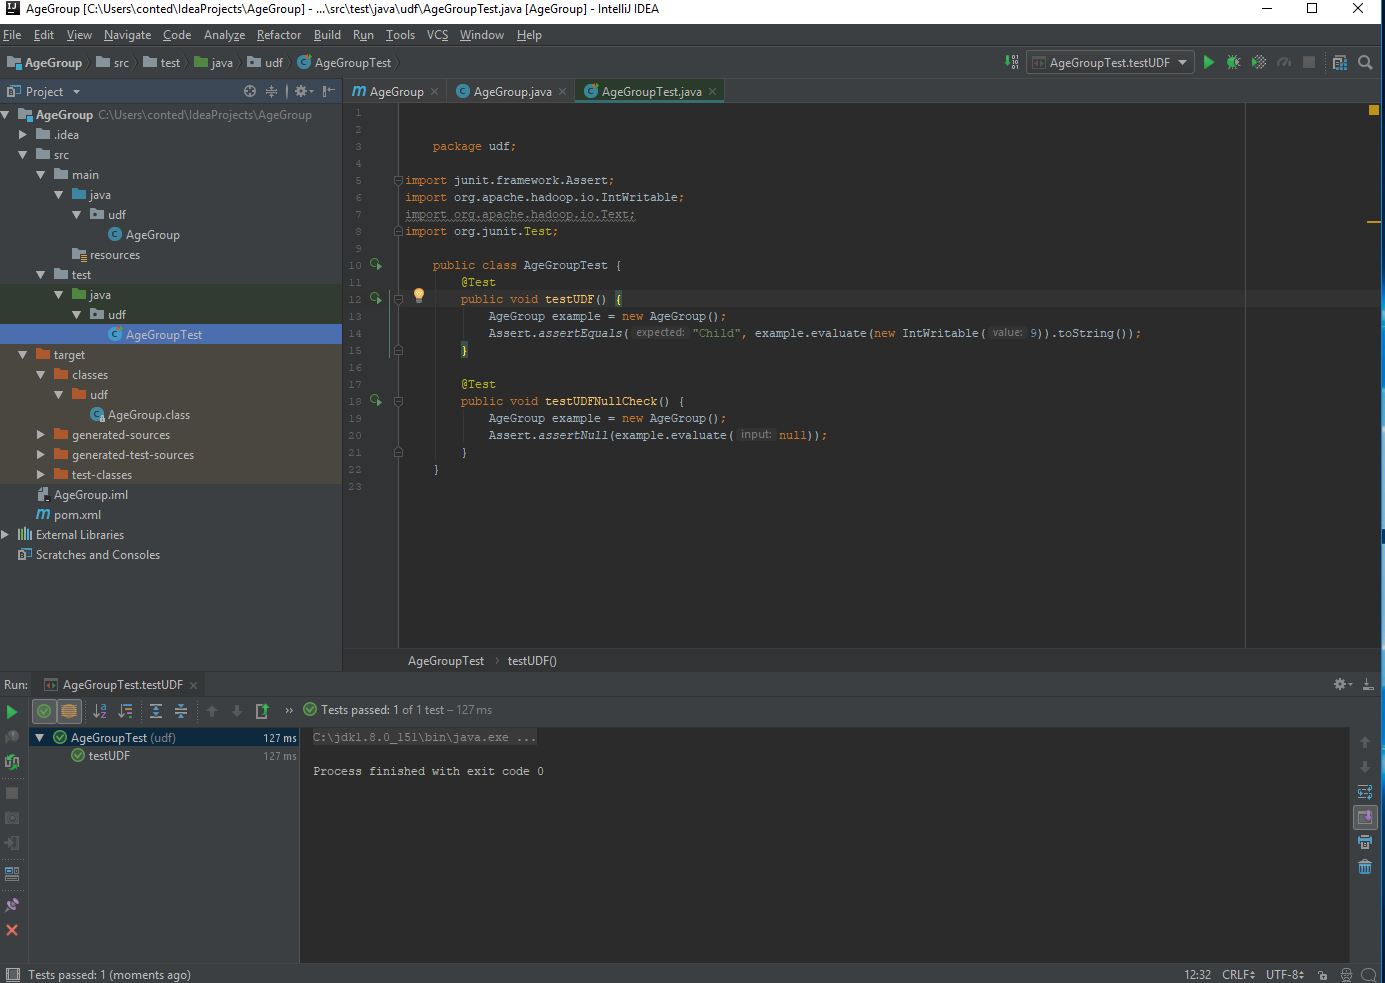 AgeGroup [C:\Users\conted\IdeaProjects\AgeGroup] - ...\src\test\java\udf\AgeGroupTest.java [AgeGroup] - IntelliJ IDEA
File Edit View Navigate Code Analyze Refactor Build Run Tools VCS Window Help
AgeGroup src test java udf AgeGroupTest AgeGroupTest.testUDF
Project AgeGroup AgeGroup.java AgeGroupTest.java
AgeGroup C:\Users\conted\IdeaProjects\AgeGroup
.idea
src
main
java
udf
AgeGroup
resources
test
java
udf
AgeGroupTest
target
classes
udf
AgeGroup.class
generated-sources
generated-test-sources
test-classes
AgeGroup.iml
pom.xml
External Libraries
Scratches and Consoles
1
2
3 package udf;
4
5 import junit.framework.Assert;
6 import org.apache.hadoop.io.IntWritable;
7 import org.apache.hadoop.io.Text;
8 import org.junit.Test;
9
10 public class AgeGroupTest {
11 @Test
12 public void testUDF() {
13 AgeGroup example = new AgeGroup();
14 Assert.assertEquals( expected: "Child", example.evaluate(new IntWritable( value: 9)).toString());
15 }
16
17 @Test
18 public void testUDFNullCheck() {
19 AgeGroup example = new AgeGroup();
20 Assert.assertNull(example.evaluate( input: null));
21 }
22 }
23
AgeGroupTest › testUDF()
Run: AgeGroupTest.testUDF
» Tests passed: 1 of 1 test – 127 ms
AgeGroupTest (udf) 127 ms
testUDF 127 ms
C:\jdk1.8.0_151\bin\java.exe ...
Process finished with exit code 0
Tests passed: 1 (moments ago) 12:32 CRLF UTF-8